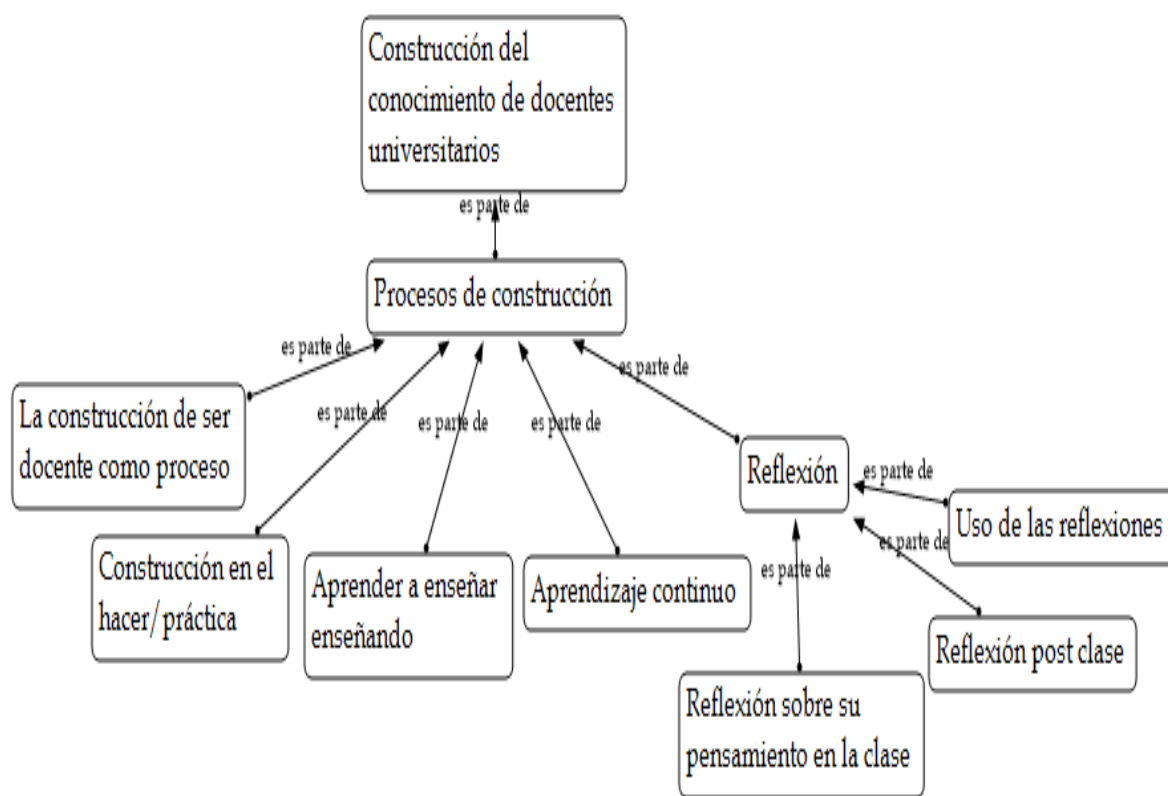 Construcción del
conocimiento de docentes
universitarios
es parte de
Procesos de construcción
es parte de
es parte de
es parte de
es parte de
es parte de
La construcción de ser
docente como proceso
Construcción en el
hacer/ práctica
Aprender a enseñar
enseñando
Aprendizaje continuo
Reflexión
es parte de
es parte de
es parte de
Uso de las reflexiones
Reflexión post clase
Reflexión sobre su
pensamiento en la clase